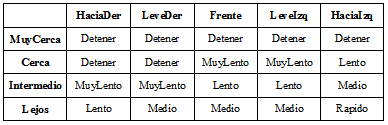 HaciaDer LeveDer Frente LeveIzq HaciaIzq
MuyCerca Detener Detener Detener Detener Detener
Cerca Detener Detener MuyLento MuyLento Lento
Intermedio MuyLento MuyLento Lento Lento Medio
Lejos Lento Medio Medio Medio Rapido